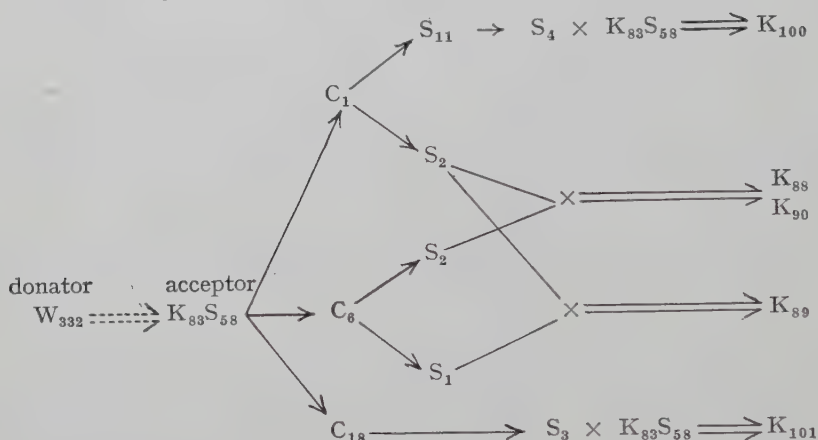 S₁₁ → S₄ × K₈₃S₅₈ ⟹ K₁₀₀
C₁
S₂
K₈₈
×
K₉₀
S₂
donator acceptor
W₃₃₂ K₈₃S₅₈ C₆ × K₈₉
S₁
C₁₈ S₃ × K₈₃S₅₈ K₁₀₁